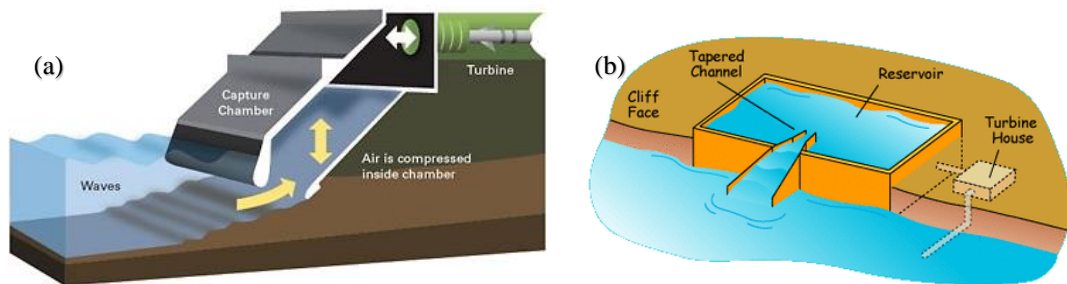 (a)
Capture
Chamber
Turbine
Waves
Air is compressed
inside chamber
(b)
Tapered
Channel
Reservoir
Cliff
Face
Turbine
House